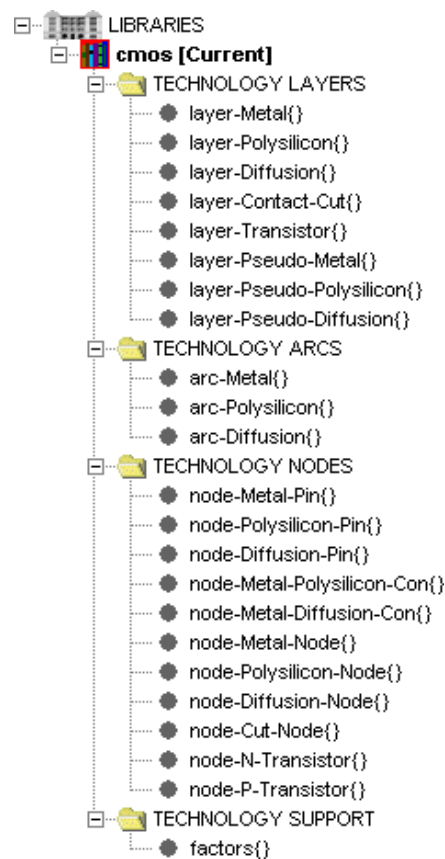 LIBRARIES
cmos [Current]
TECHNOLOGY LAYERS
layer-Metal{}
layer-Polysilicon{}
layer-Diffusion{}
layer-Contact-Cut{}
layer-Transistor{}
layer-Pseudo-Metal{}
layer-Pseudo-Polysilicon{}
layer-Pseudo-Diffusion{}
TECHNOLOGY ARCS
arc-Metal{}
arc-Polysilicon{}
arc-Diffusion{}
TECHNOLOGY NODES
node-Metal-Pin{}
node-Polysilicon-Pin{}
node-Diffusion-Pin{}
node-Metal-Polysilicon-Con{}
node-Metal-Diffusion-Con{}
node-Metal-Node{}
node-Polysilicon-Node{}
node-Diffusion-Node{}
node-Cut-Node{}
node-N-Transistor{}
node-P-Transistor{}
TECHNOLOGY SUPPORT
factors{}